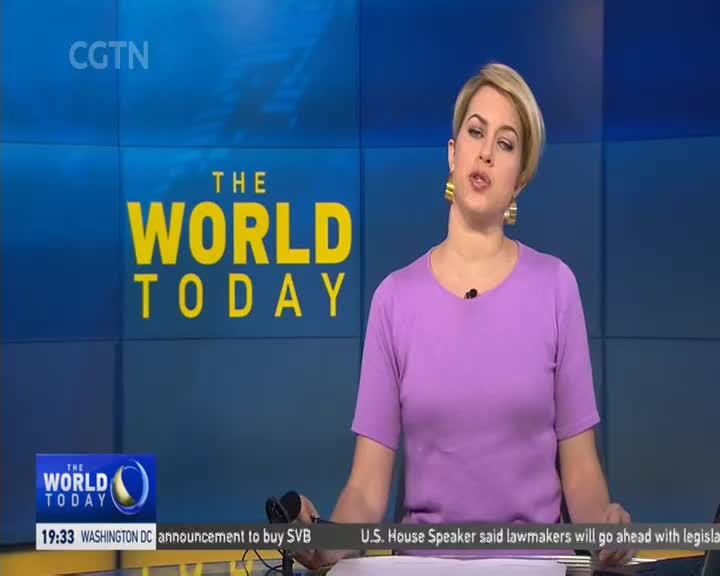 CGTN
THE
WORLD
TODAY
THE
WORLD
TODAY
19:33 WASHINGTON DC announcement to buy SVB U.S. House Speaker said lawmakers will go ahead with legisla